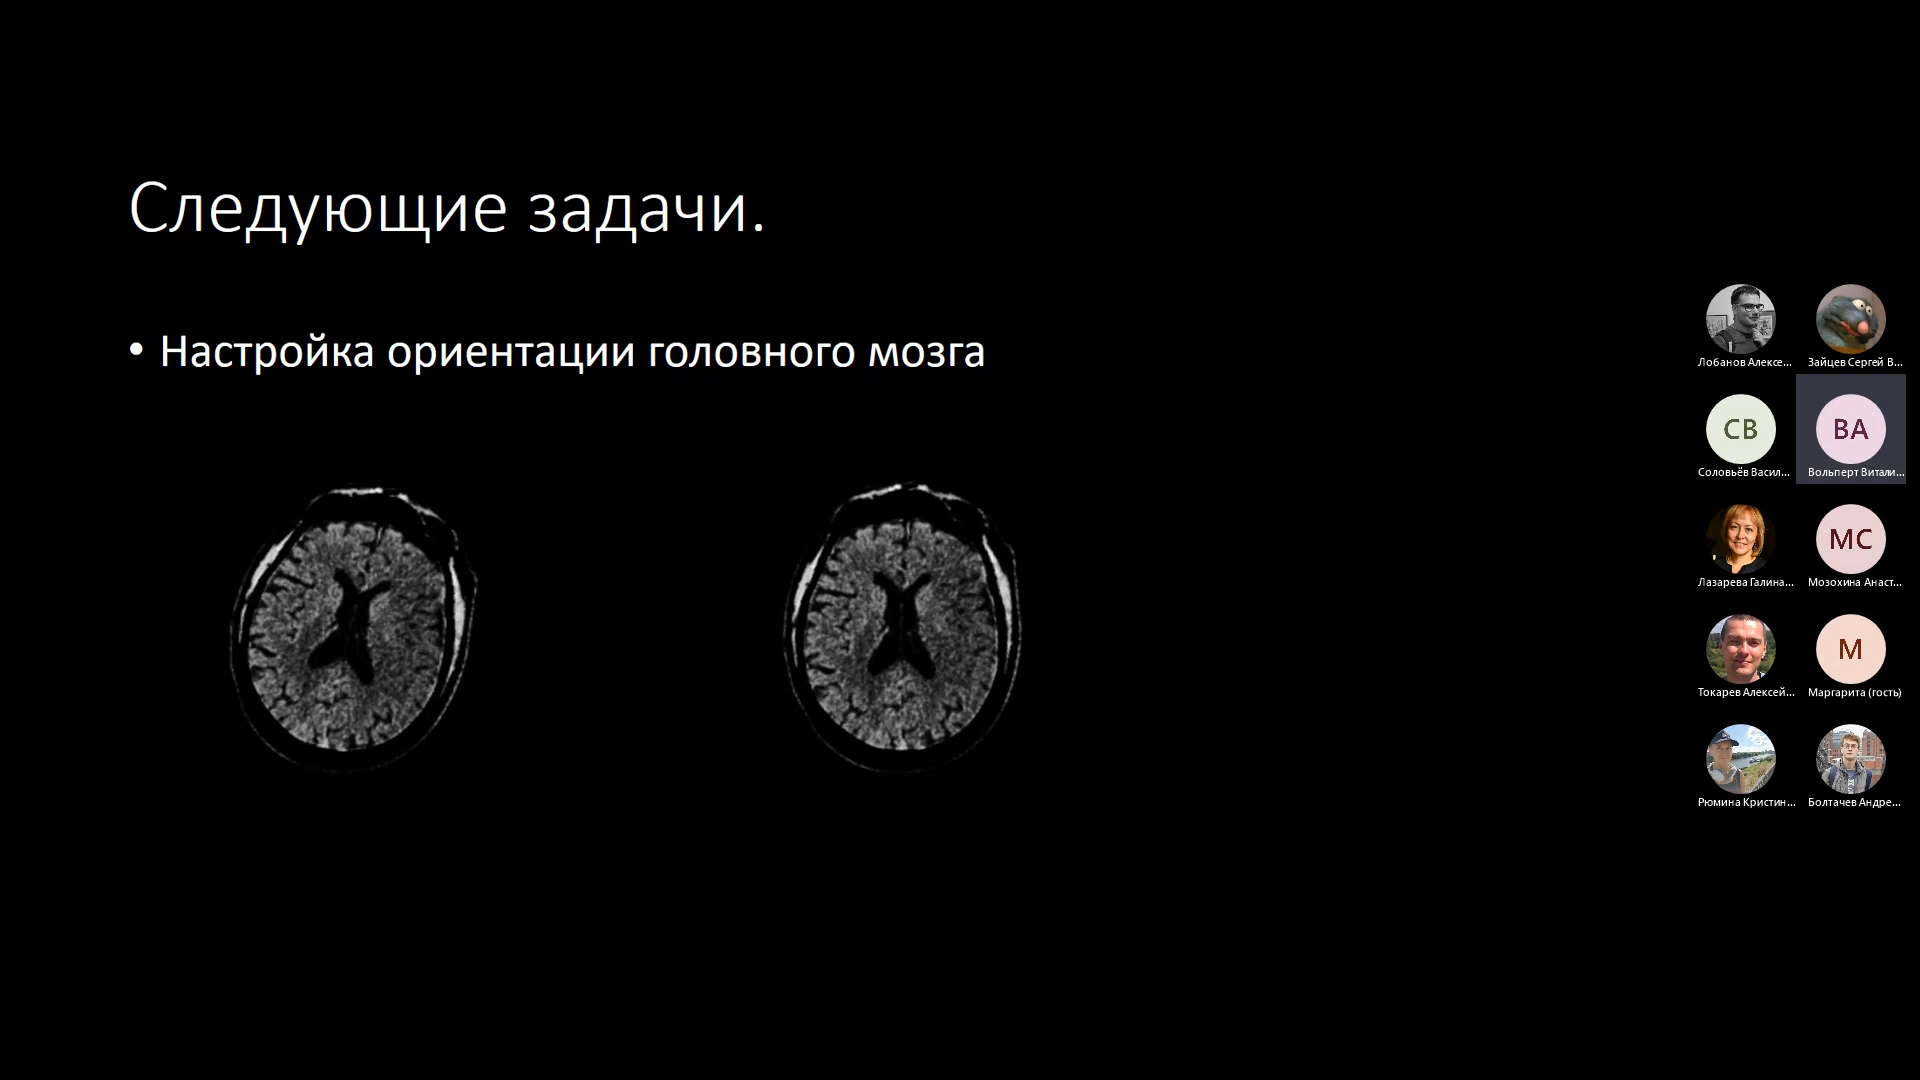 Следующие задачи.
• Настройка ориентации головного мозга
Лобанов Алексе...
Зайцев Сергей В...
СВ
ВА
Соловьёв Васил...
Вольперт Витали...
МС
Лазарева Галина...
Мозохина Анаст...
М
Токарев Алексей...
Маргарита (гость)
Рюмина Кристин...
Болтачев Андре...